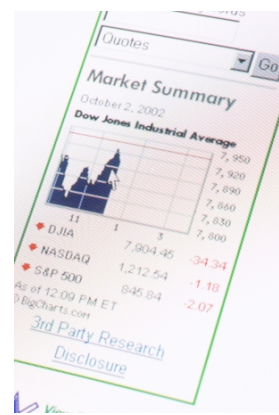 Quotes
Go
Market Summary
October 2, 2002
Dow Jones Industrial Average
7,950
7,920
7,890
7,860
7,830
7,800
11 1 3
DJIA 7,904.45 -34.34
NASDAQ 1,212.54 -1.18
S&P 500 845.84 -2.07
As of 12:09 PM ET
© BigCharts.com
3rd Party Research
Disclosure